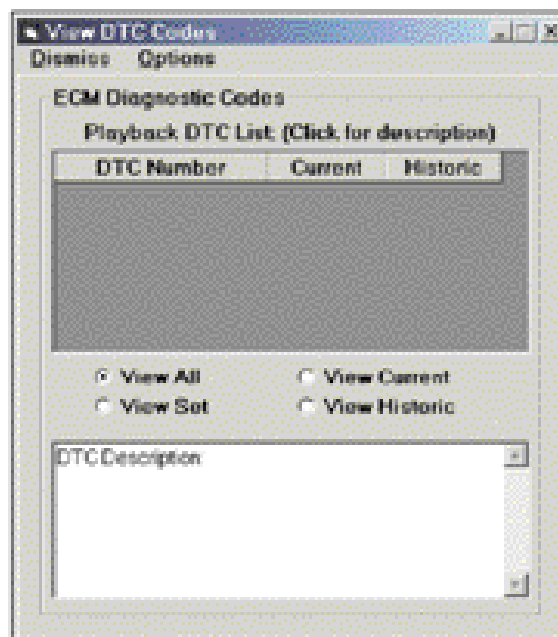 View DTC Codes
Dismiss Options
ECM Diagnostic Codes
Playback DTC List: (Click for description)
DTC Number Current Historic
View All View Current
View Set View Historic
DTC Description